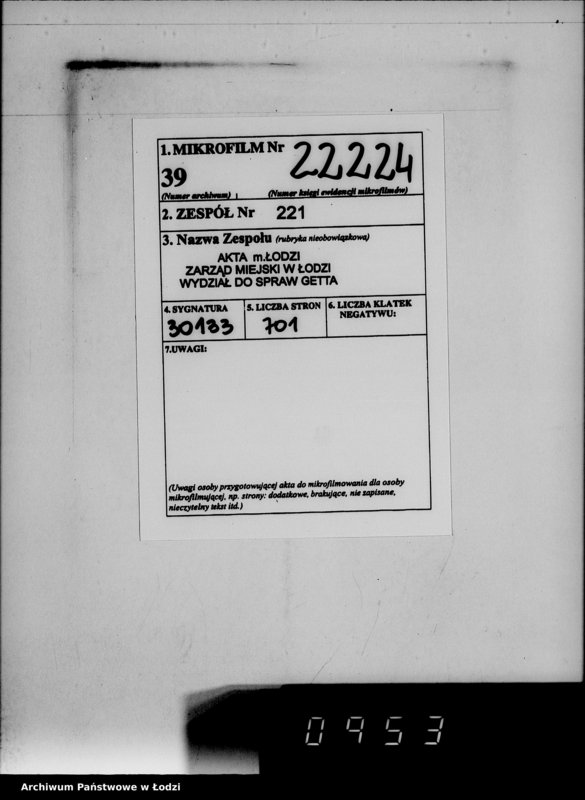 1. MIKROFILM Nr 22224
39
(Numer archiwum) (Numer księgi ewidencji mikrofilmów)
2. ZESPÓŁ Nr 221
3. Nazwa Zespołu (rubryka nieobowiązkowa)
AKTA m.ŁODZI
ZARZĄD MIEJSKI W ŁODZI
WYDZIAŁ DO SPRAW GETTA
4. SYGNATURA 5. LICZBA STRON 6. LICZBA KLATEK
NEGATYWU:
30133 701
7.UWAGI:
(Uwagi osoby przygotowującej akta do mikrofilmowania dla osoby
mikrofilmującej, np. strony: dodatkowe, brakujące, nie zapisane,
nieczytelny tekst itd.)
0953
Archiwum Państwowe w Łodzi